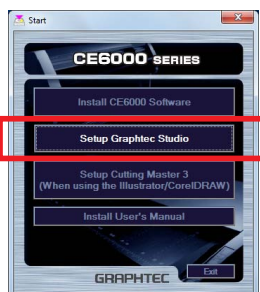 Start
CE6000 SERIES
Install CE6000 Software
Setup Graphtec Studio
Setup Cutting Master 3
(When using the Illustrator/CorelDRAW)
Install User's Manual
GRAPHTEC
Exit